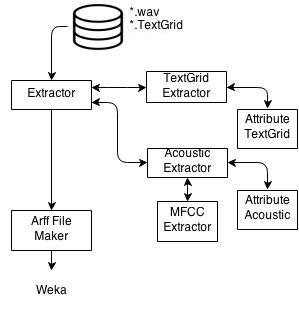 *.wav
*.TextGrid
Extractor
TextGrid
Extractor
Attribute
TextGrid
Acoustic
Extractor
Attribute
Acoustic
MFCC
Extractor
Arff File
Maker
Weka